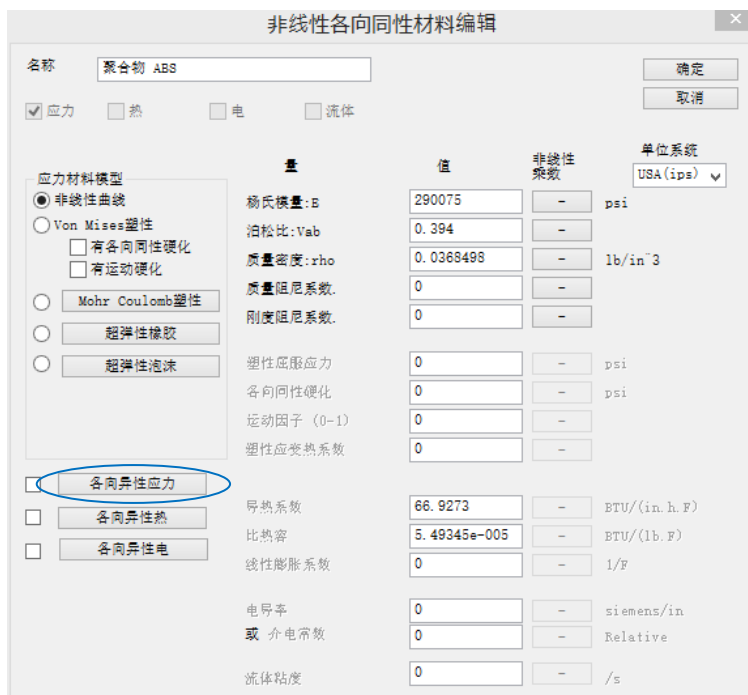 非线性各向同性材料编辑
名称 聚合物 ABS 确定
取消
应力 热 电 流体
量 值 非线性乘数 单位系统
USA(ips)
应力材料模型
非线性曲线
Von Mises塑性
有各向同性硬化
有运动硬化
Mohr Coulomb塑性
超弹性橡胶
超弹性泡沫
各向异性应力
各向异性热
各向异性电
杨氏模量:E 290075 - psi
泊松比:Vab 0.394 -
质量密度:rho 0.0368498 - lb/in~3
质量阻尼系数. 0 -
刚度阻尼系数. 0 -
塑性屈服应力 0 - psi
各向同性硬化 0 - psi
运动因子 (0-1) 0 -
塑性应变热系数 0 -
导热系数 66.9273 - BTU/(in.h.F)
比热容 5.49345e-005 - BTU/(lb.F)
线性膨胀系数 0 - 1/F
电导率 0 - siemens/in
或 介电常数 0 - Relative
流体粘度 0 - /s